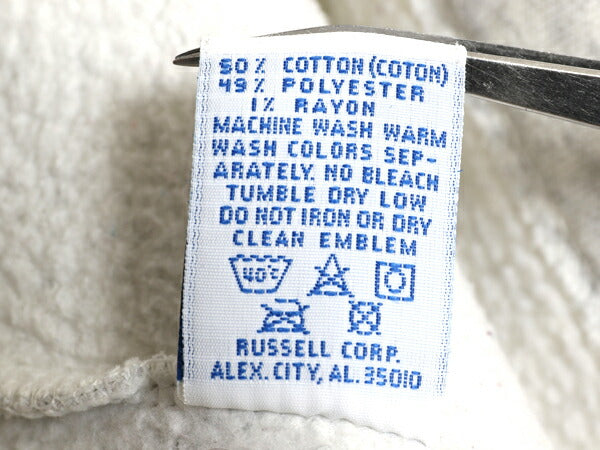 50% COTTON (COTON)
49% POLYESTER
1% RAYON
MACHINE WASH WARM
WASH COLORS SEP-
ARATELY. NO BLEACH
TUMBLE DRY LOW
DO NOT IRON OR DRY
CLEAN EMBLEM
40°C
RUSSELL CORP.
ALEX. CITY, AL. 35010